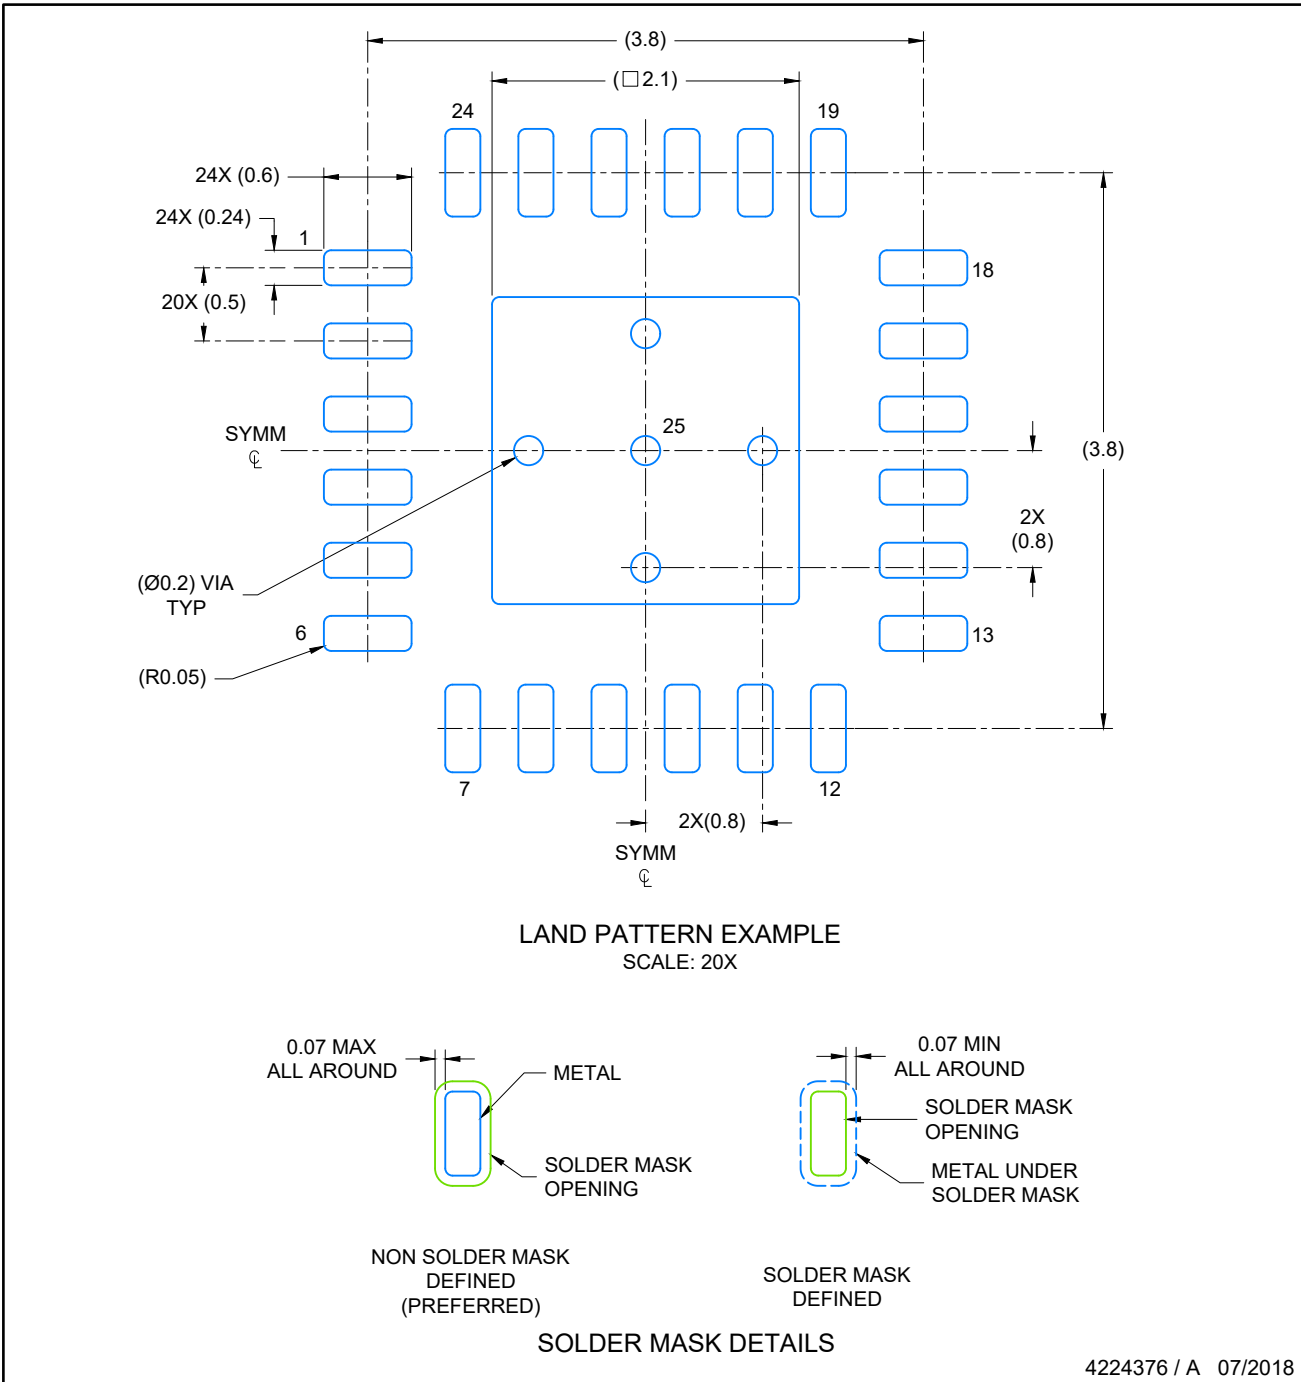 (3.8)
(□2.1)
24
19
24X (0.6)
24X (0.24)
1
18
20X (0.5)
25
SYMM
℄
(3.8)
2X
(0.8)
(Ø0.2) VIA
TYP
6
13
(R0.05)
7
12
2X(0.8)
SYMM
℄
LAND PATTERN EXAMPLE
SCALE: 20X
0.07 MAX
ALL AROUND
METAL
SOLDER MASK
OPENING
NON SOLDER MASK
DEFINED
(PREFERRED)
0.07 MIN
ALL AROUND
SOLDER MASK
OPENING
METAL UNDER
SOLDER MASK
SOLDER MASK
DEFINED
SOLDER MASK DETAILS
4224376 / A 07/2018